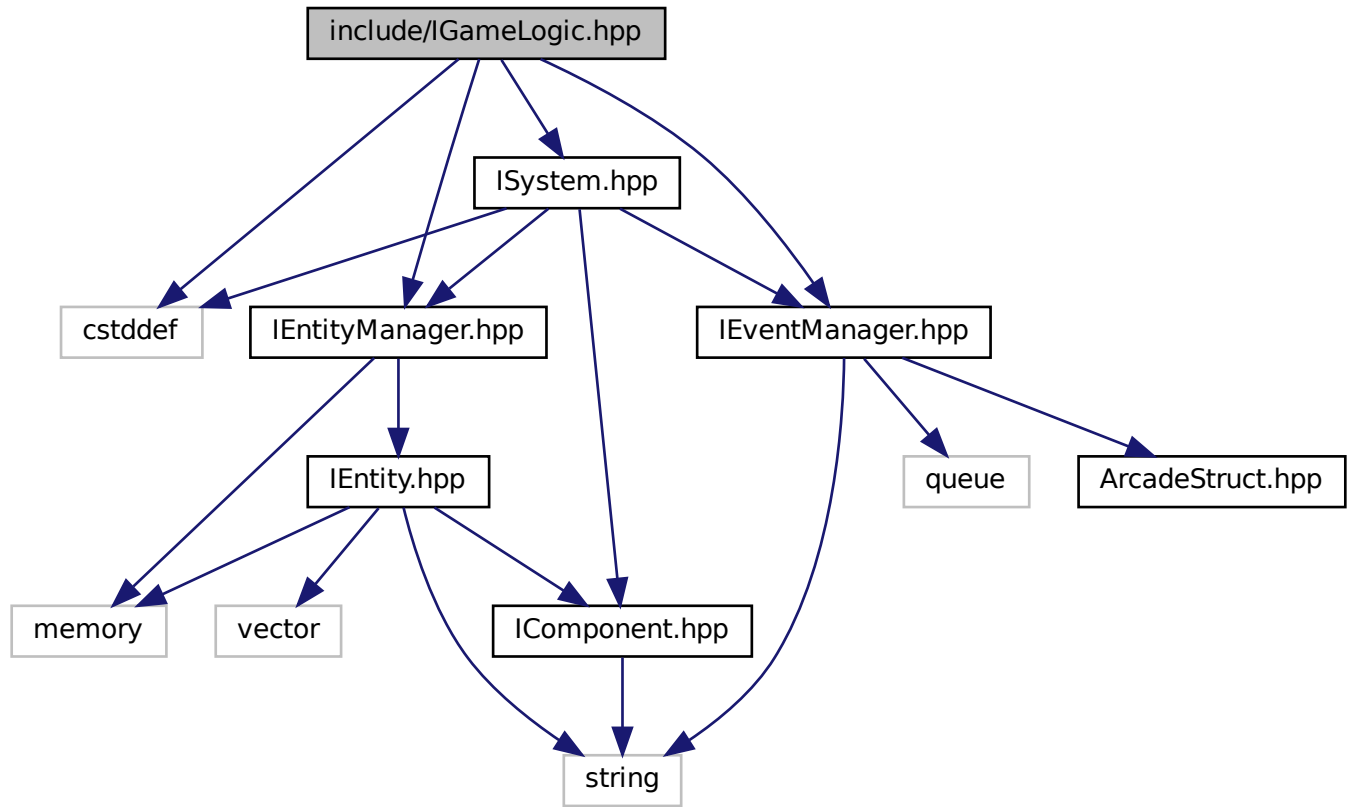 include/IGameLogic.hpp
ISystem.hpp
cstddef
IEntityManager.hpp
IEventManager.hpp
IEntity.hpp
queue
ArcadeStruct.hpp
memory
vector
IComponent.hpp
string